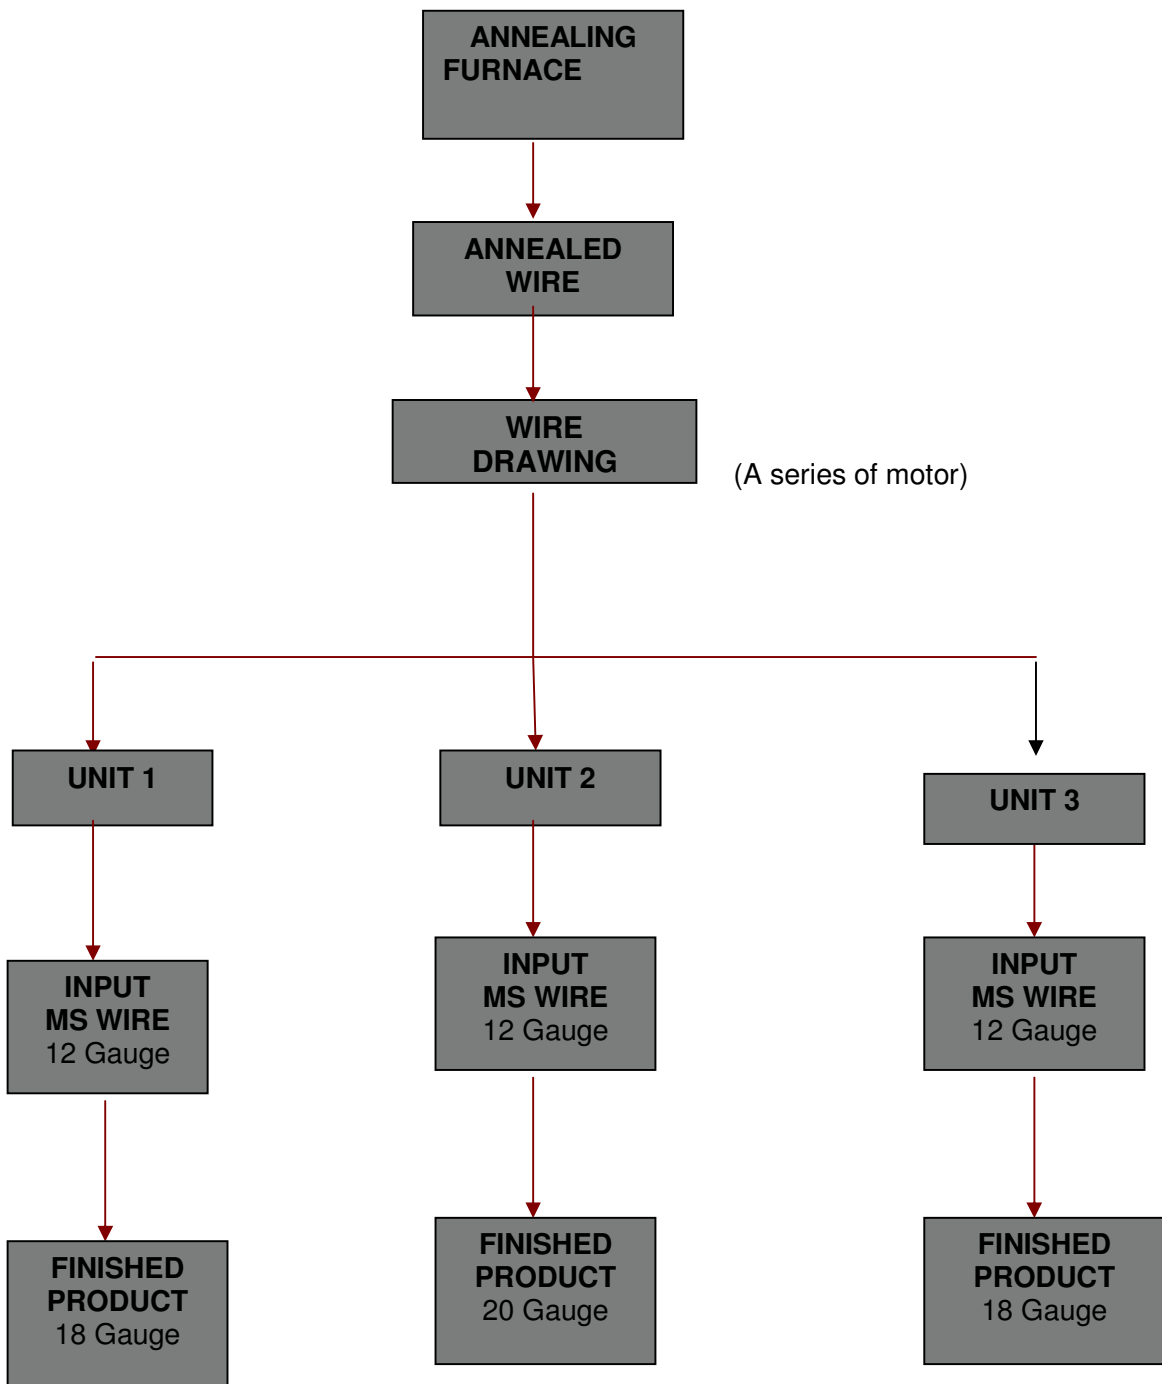 ANNEALING
FURNACE
ANNEALED
WIRE
WIRE
DRAWING
(A series of motor)
UNIT 1
UNIT 2
UNIT 3
INPUT
MS WIRE
12 Gauge
INPUT
MS WIRE
12 Gauge
INPUT
MS WIRE
12 Gauge
FINISHED
PRODUCT
18 Gauge
FINISHED
PRODUCT
20 Gauge
FINISHED
PRODUCT
18 Gauge